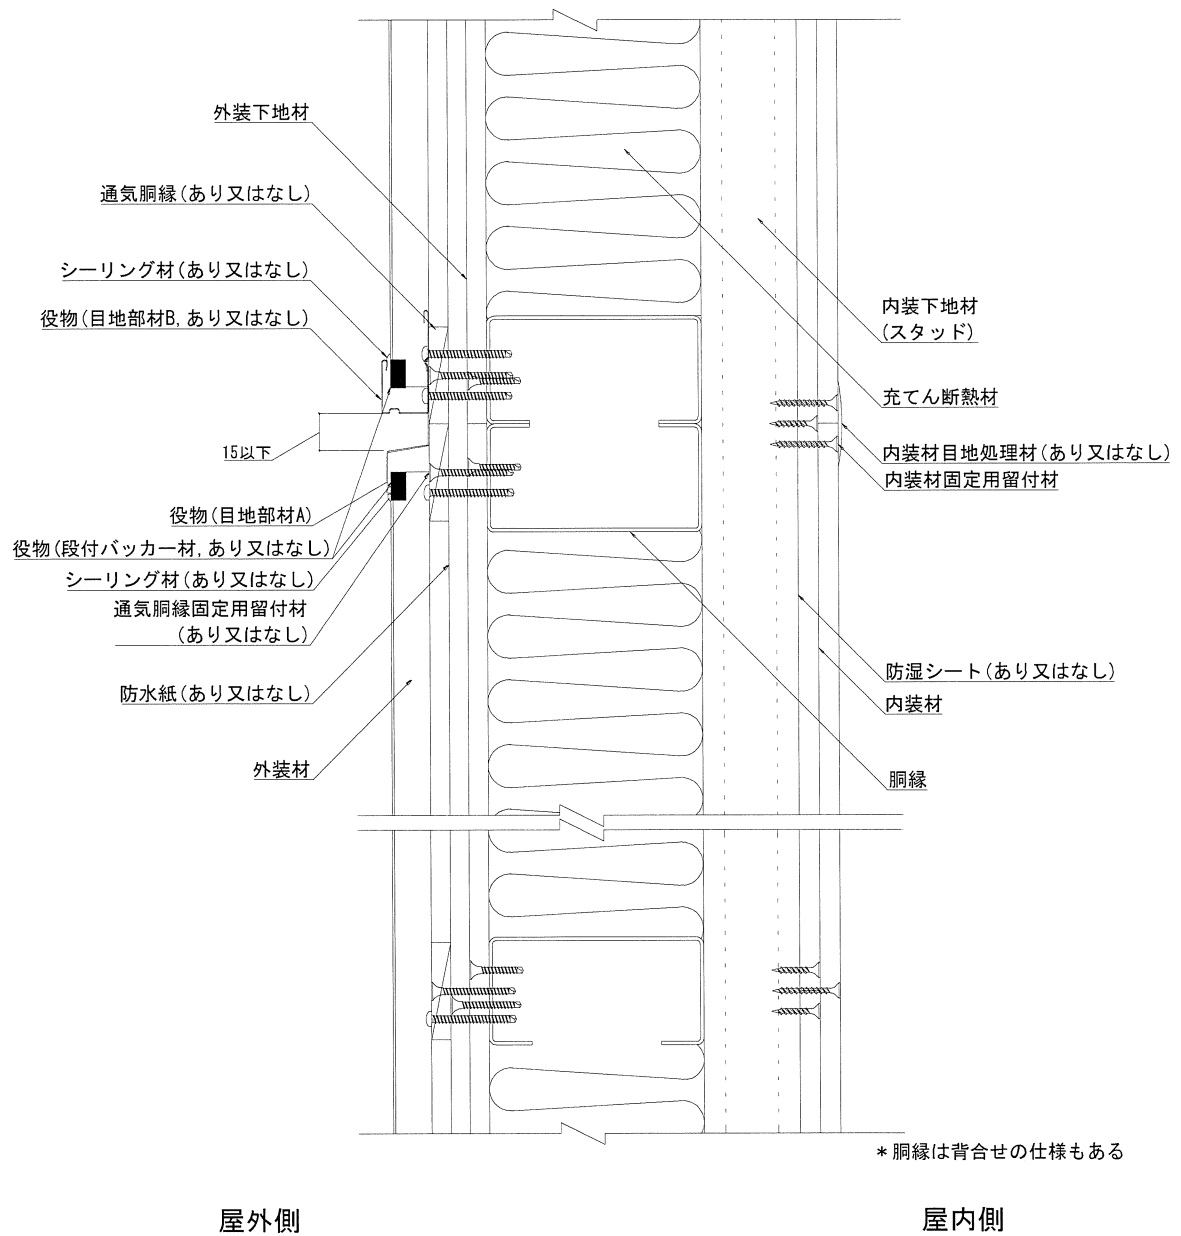 外装下地材
通気胴縁(あり又はなし)
シーリング材(あり又はなし)
役物(目地部材B,あり又はなし)
15以下
役物(目地部材A)
役物(段付バッカー材,あり又はなし)
シーリング材(あり又はなし)
通気胴縁固定用留付材
(あり又はなし)
防水紙(あり又はなし)
外装材
内装下地材
(スタッド)
充てん断熱材
内装材目地処理材(あり又はなし)
内装材固定用留付材
防湿シート(あり又はなし)
内装材
胴縁
*胴縁は背合せの仕様もある
屋外側
屋内側